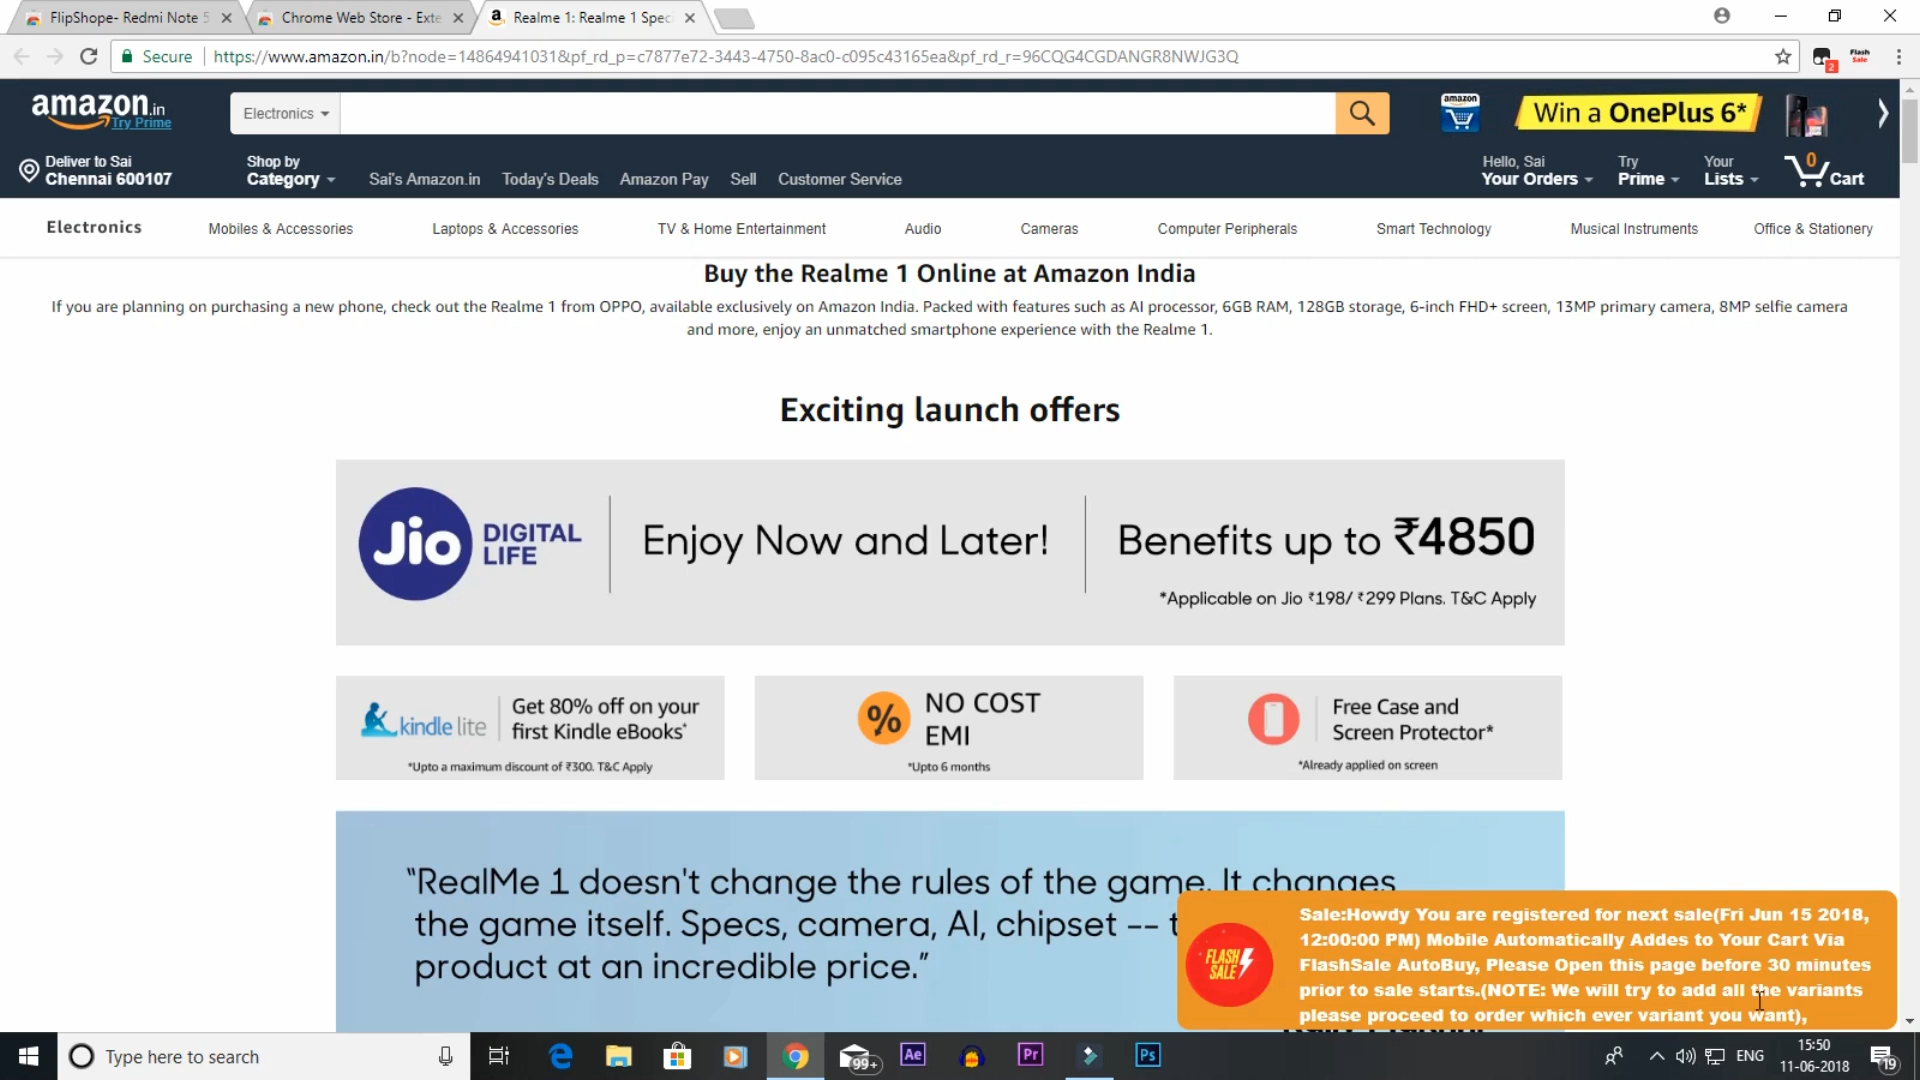 FlipShope- Redmi Note 5
Chrome Web Store - Exte
Realme 1: Realme 1 Speci
Secure
https://www.amazon.in/b?node=14864941031&pf_rd_p=c7877e72-3443-4750-8ac0-c095c43165ea&pf_rd_r=96CQG4CGDANGR8NWJG3Q
2
Flash
Sale
amazon.in
Try Prime
Electronics
amazon
Win a OnePlus 6*
Deliver to Sai
Chennai 600107
Shop by
Category
Sai's Amazon.in
Today's Deals
Amazon Pay
Sell
Customer Service
Hello, Sai
Your Orders
Try
Prime
Your
Lists
0
Cart
Electronics
Mobiles & Accessories
Laptops & Accessories
TV & Home Entertainment
Audio
Cameras
Computer Peripherals
Smart Technology
Musical Instruments
Office & Stationery
Buy the Realme 1 Online at Amazon India
If you are planning on purchasing a new phone, check out the Realme 1 from OPPO, available exclusively on Amazon India. Packed with features such as AI processor, 6GB RAM, 128GB storage, 6-inch FHD+ screen, 13MP primary camera, 8MP selfie camera
and more, enjoy an unmatched smartphone experience with the Realme 1.
Exciting launch offers
Jio
DIGITAL
LIFE
Enjoy Now and Later!
Benefits up to ₹4850
*Applicable on Jio ₹198/ ₹299 Plans. T&C Apply
kindle lite
Get 80% off on your
first Kindle eBooks*
*Upto a maximum discount of ₹300. T&C Apply
%
NO COST
EMI
*Upto 6 months
Free Case and
Screen Protector*
*Already applied on screen
"RealMe 1 doesn't change the rules of the game. It changes
the game itself. Specs, camera, AI, chipset -- t
product at an incredible price."
FLASH
SALE
Sale:Howdy You are registered for next sale(Fri Jun 15 2018,
12:00:00 PM) Mobile Automatically Addes to Your Cart Via
FlashSale AutoBuy, Please Open this page before 30 minutes
prior to sale starts.(NOTE: We will try to add all the variants
please proceed to order which ever variant you want),
Type here to search
99+
Ae
Pr
Ps
ENG
15:50
11-06-2018
19